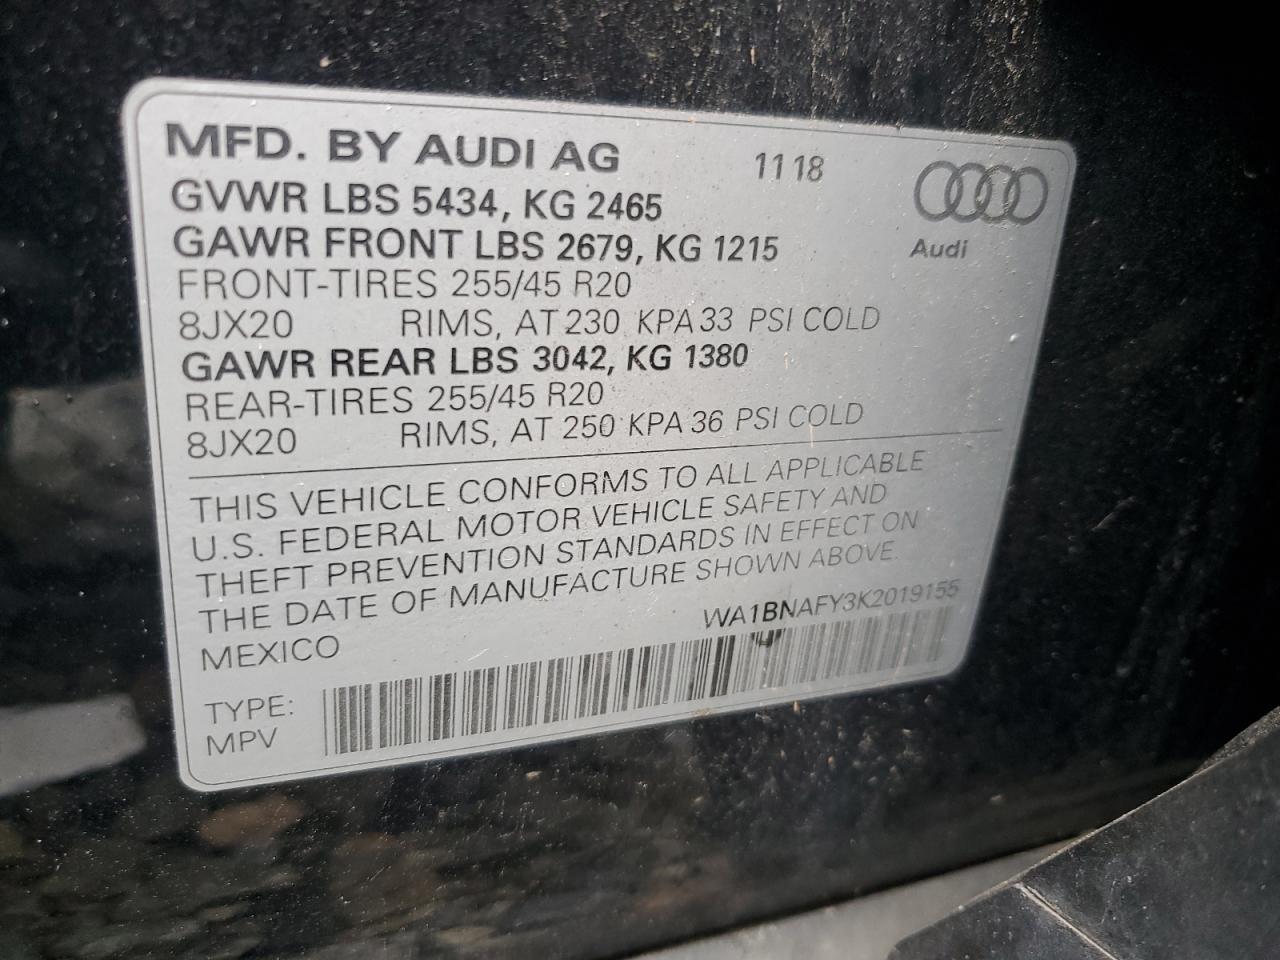 MFD. BY AUDI AG 11 18
GVWR LBS 5434, KG 2465
GAWR FRONT LBS 2679, KG 1215
Audi
FRONT-TIRES 255/45 R20
8JX20 RIMS, AT 230 KPA 33 PSI COLD
GAWR REAR LBS 3042, KG 1380
REAR-TIRES 255/45 R20
8JX20 RIMS, AT 250 KPA 36 PSI COLD
THIS VEHICLE CONFORMS TO ALL APPLICABLE
U.S. FEDERAL MOTOR VEHICLE SAFETY AND
THEFT PREVENTION STANDARDS IN EFFECT ON
THE DATE OF MANUFACTURE SHOWN ABOVE.
MEXICO WA1BNAFY3K2019155
TYPE:
MPV